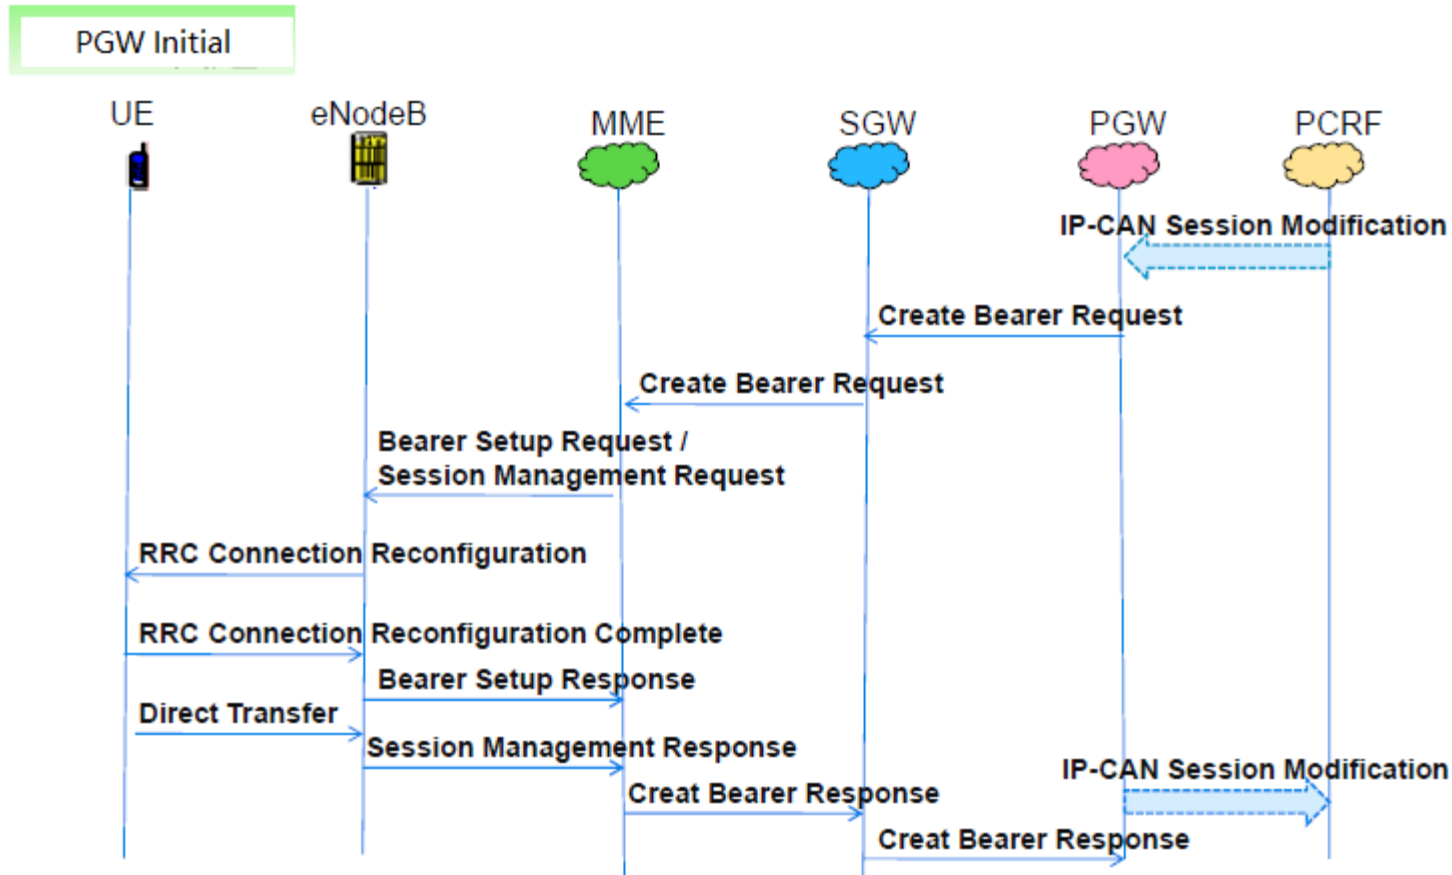 PGW Initial
UE
eNodeB
MME
SGW
PGW
PCRF
IP-CAN Session Modification
Create Bearer Request
Create Bearer Request
Bearer Setup Request /
Session Management Request
RRC Connection Reconfiguration
RRC Connection Reconfiguration Complete
Bearer Setup Response
Direct Transfer
Session Management Response
IP-CAN Session Modification
Creat Bearer Response
Creat Bearer Response